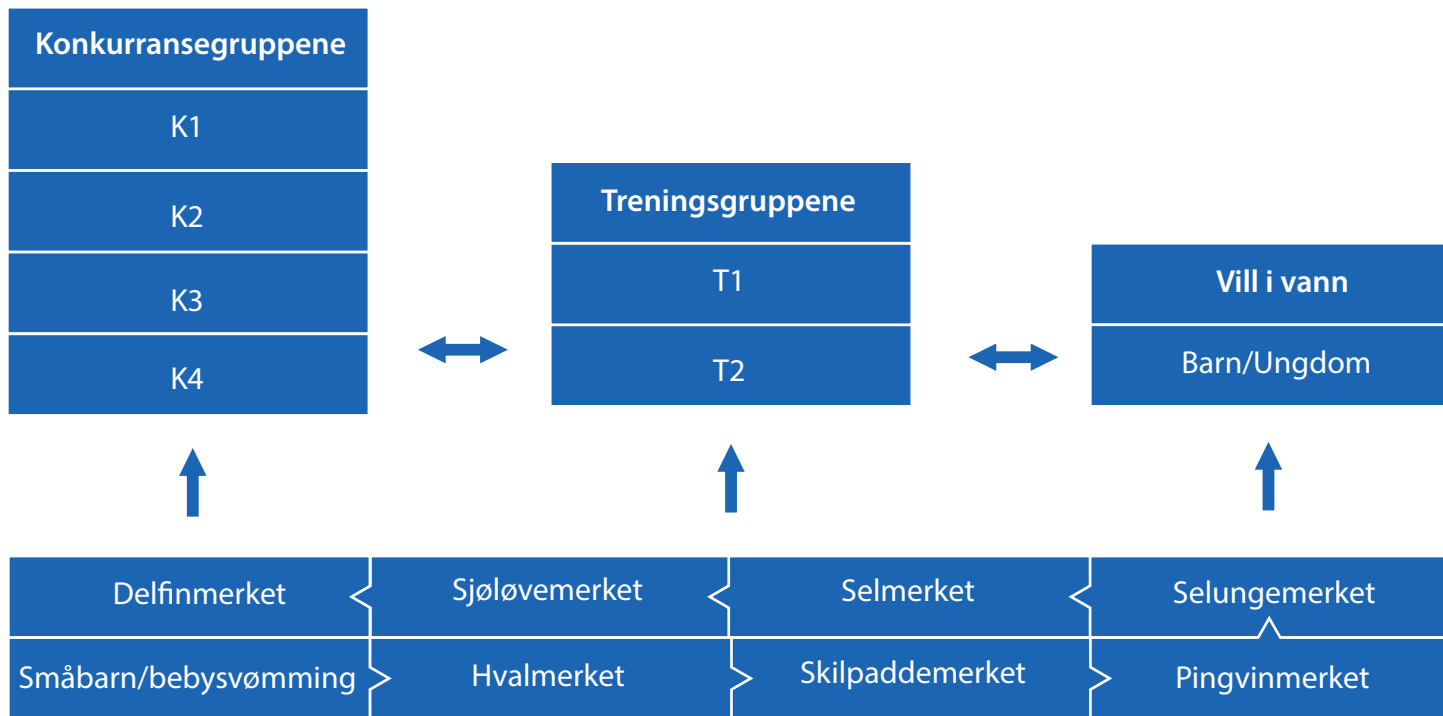 Konkurransegruppene
K1
K2
K3
K4
Treningsgruppene
T1
T2
Vill i vann
Barn/Ungdom
Delfinmerket
Sjøløvemerket
Selmerket
Selungemerket
Småbarn/bebysvømming
Hvalmerket
Skilpaddemerket
Pingvinmerket